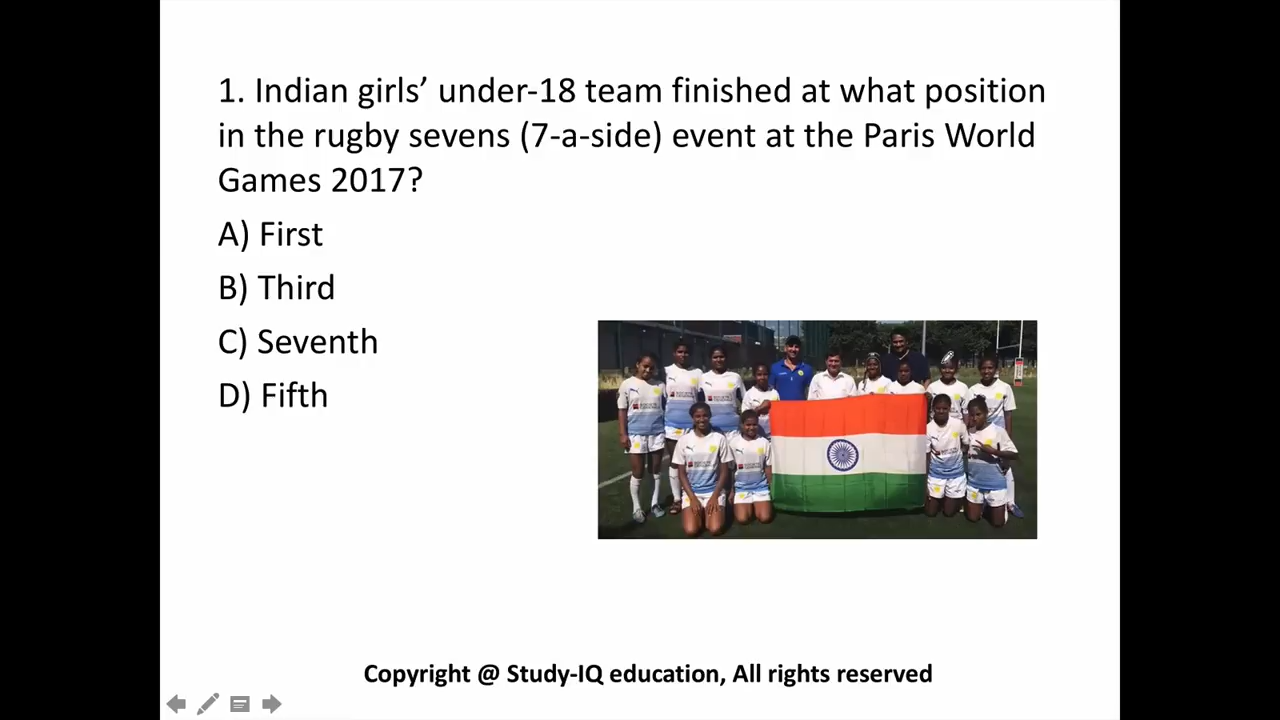 1. Indian girls’ under-18 team finished at what position
in the rugby sevens (7-a-side) event at the Paris World
Games 2017?
A) First
B) Third
C) Seventh
D) Fifth
Copyright @ Study-IQ education, All rights reserved